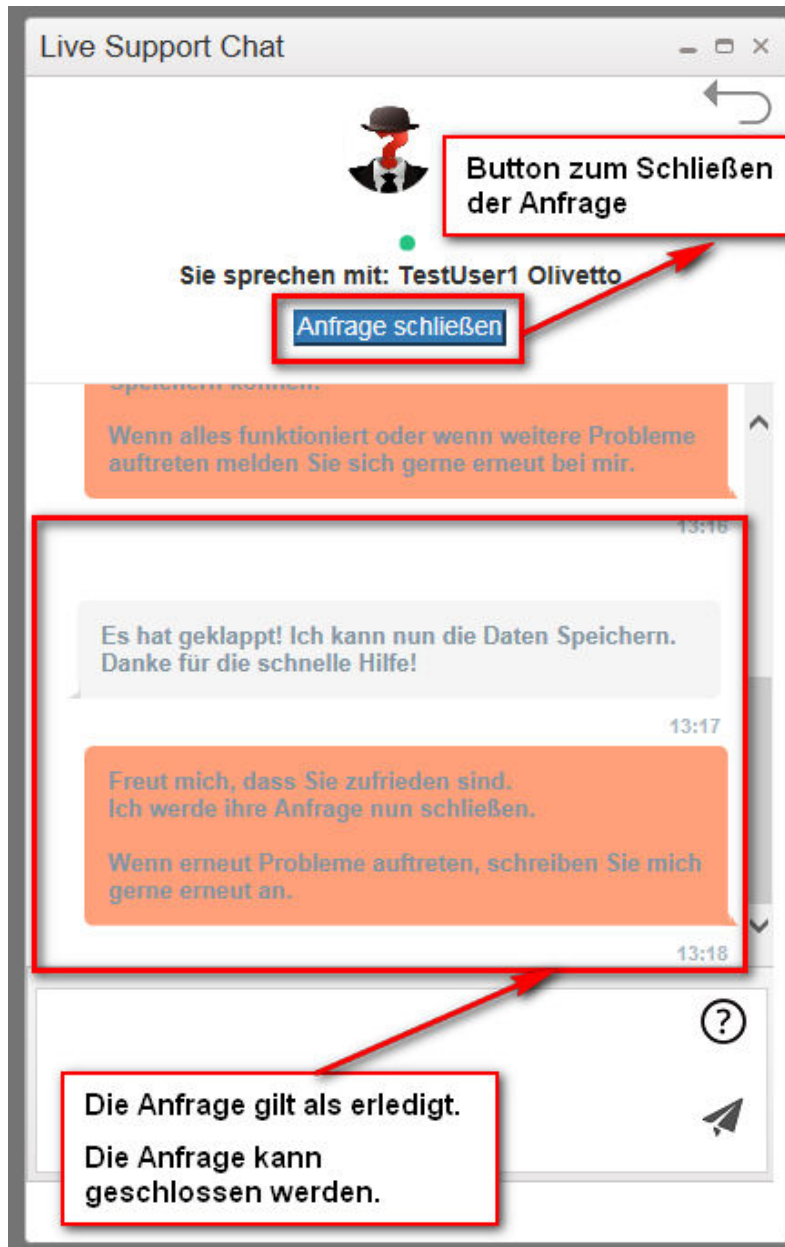 Live Support Chat
Button zum Schließen
der Anfrage
Sie sprechen mit: TestUser1 Olivetto
Anfrage schließen
Speichern können.
Wenn alles funktioniert oder wenn weitere Probleme
auftreten melden Sie sich gerne erneut bei mir.
13:16
Es hat geklappt! Ich kann nun die Daten Speichern.
Danke für die schnelle Hilfe!
13:17
Freut mich, dass Sie zufrieden sind.
Ich werde ihre Anfrage nun schließen.
Wenn erneut Probleme auftreten, schreiben Sie mich
gerne erneut an.
13:18
Die Anfrage gilt als erledigt.
Die Anfrage kann
geschlossen werden.